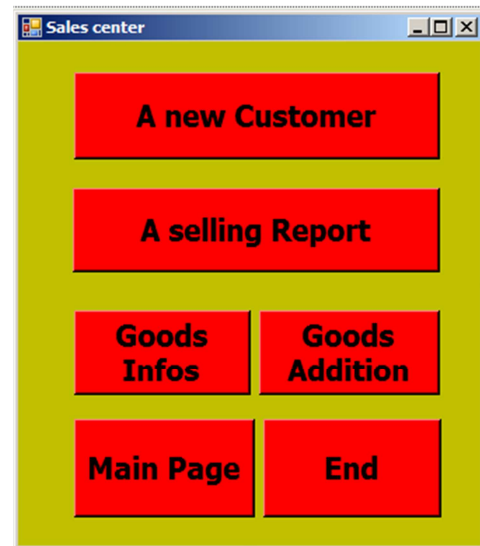 Sales center
A new Customer
A selling Report
Goods
Infos
Goods
Addition
Main Page
End